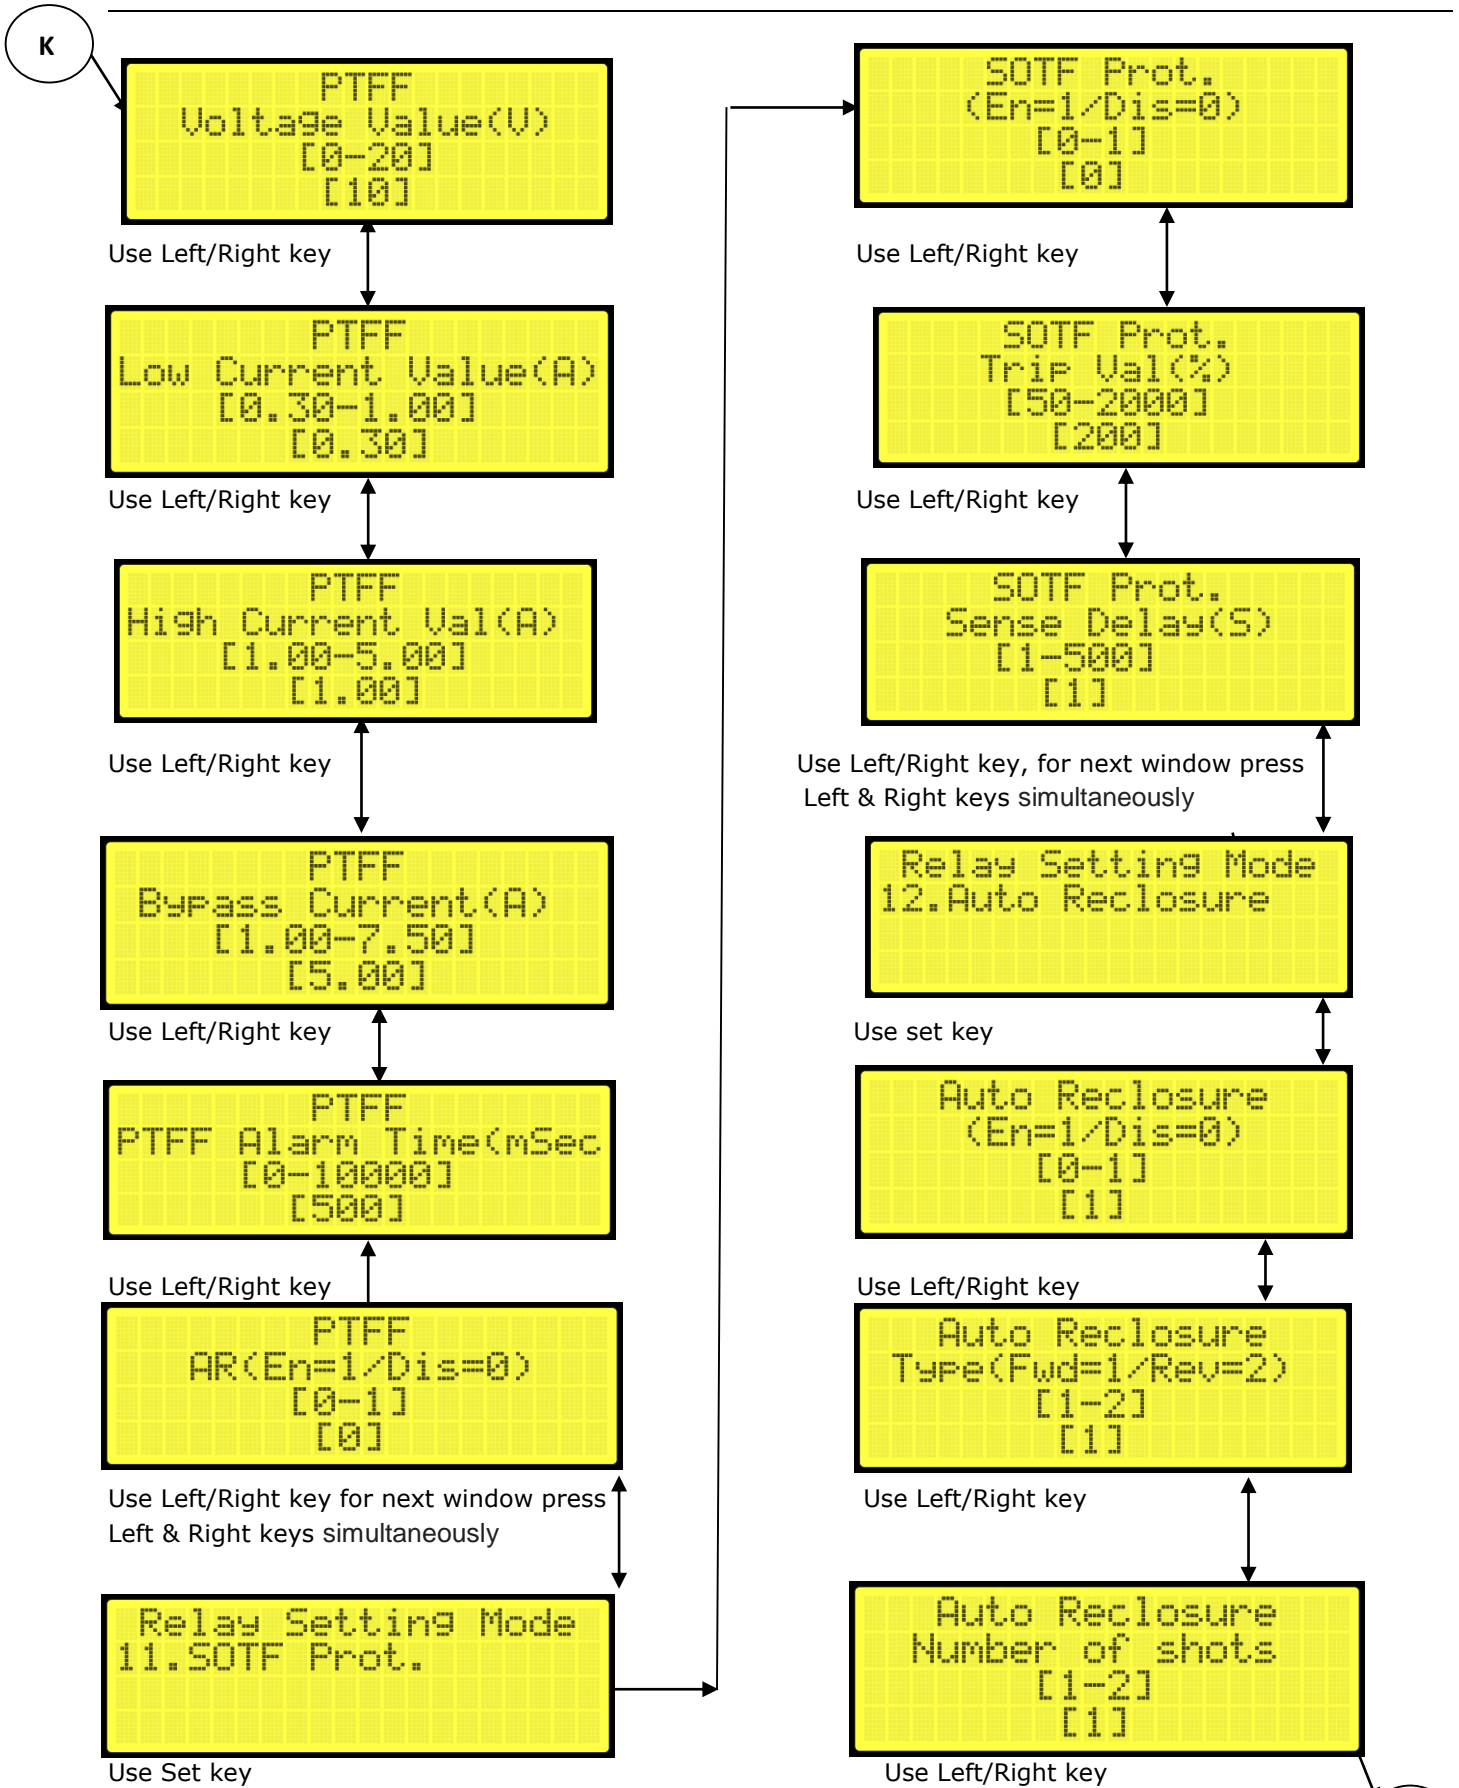 K
PTFF
Voltage Value(V)
[0-20]
[10]
Use Left/Right key
PTFF
Low Current Value(A)
[0.30-1.00]
[0.30]
Use Left/Right key
PTFF
High Current Val(A)
[1.00-5.00]
[1.00]
Use Left/Right key
PTFF
Bypass Current(A)
[1.00-7.50]
[5.00]
Use Left/Right key
PTFF
PTFF Alarm Time(mSec
[0-10000]
[500]
Use Left/Right key
PTFF
AR(En=1/Dis=0)
[0-1]
[0]
Use Left/Right key for next window press
Left & Right keys simultaneously
Relay Setting Mode
11.SOTF Prot.
Use Set key
SOTF Prot.
(En=1/Dis=0)
[0-1]
[0]
Use Left/Right key
SOTF Prot.
Trip Val(%)
[50-2000]
[200]
Use Left/Right key
SOTF Prot.
Sense Delay(S)
[1-500]
[1]
Use Left/Right key, for next window press
Left & Right keys simultaneously
Relay Setting Mode
12.Auto Reclosure
Use set key
Auto Reclosure
(En=1/Dis=0)
[0-1]
[1]
Use Left/Right key
Auto Reclosure
Type(Fwd=1/Rev=2)
[1-2]
[1]
Use Left/Right key
Auto Reclosure
Number of shots
[1-2]
[1]
Use Left/Right key